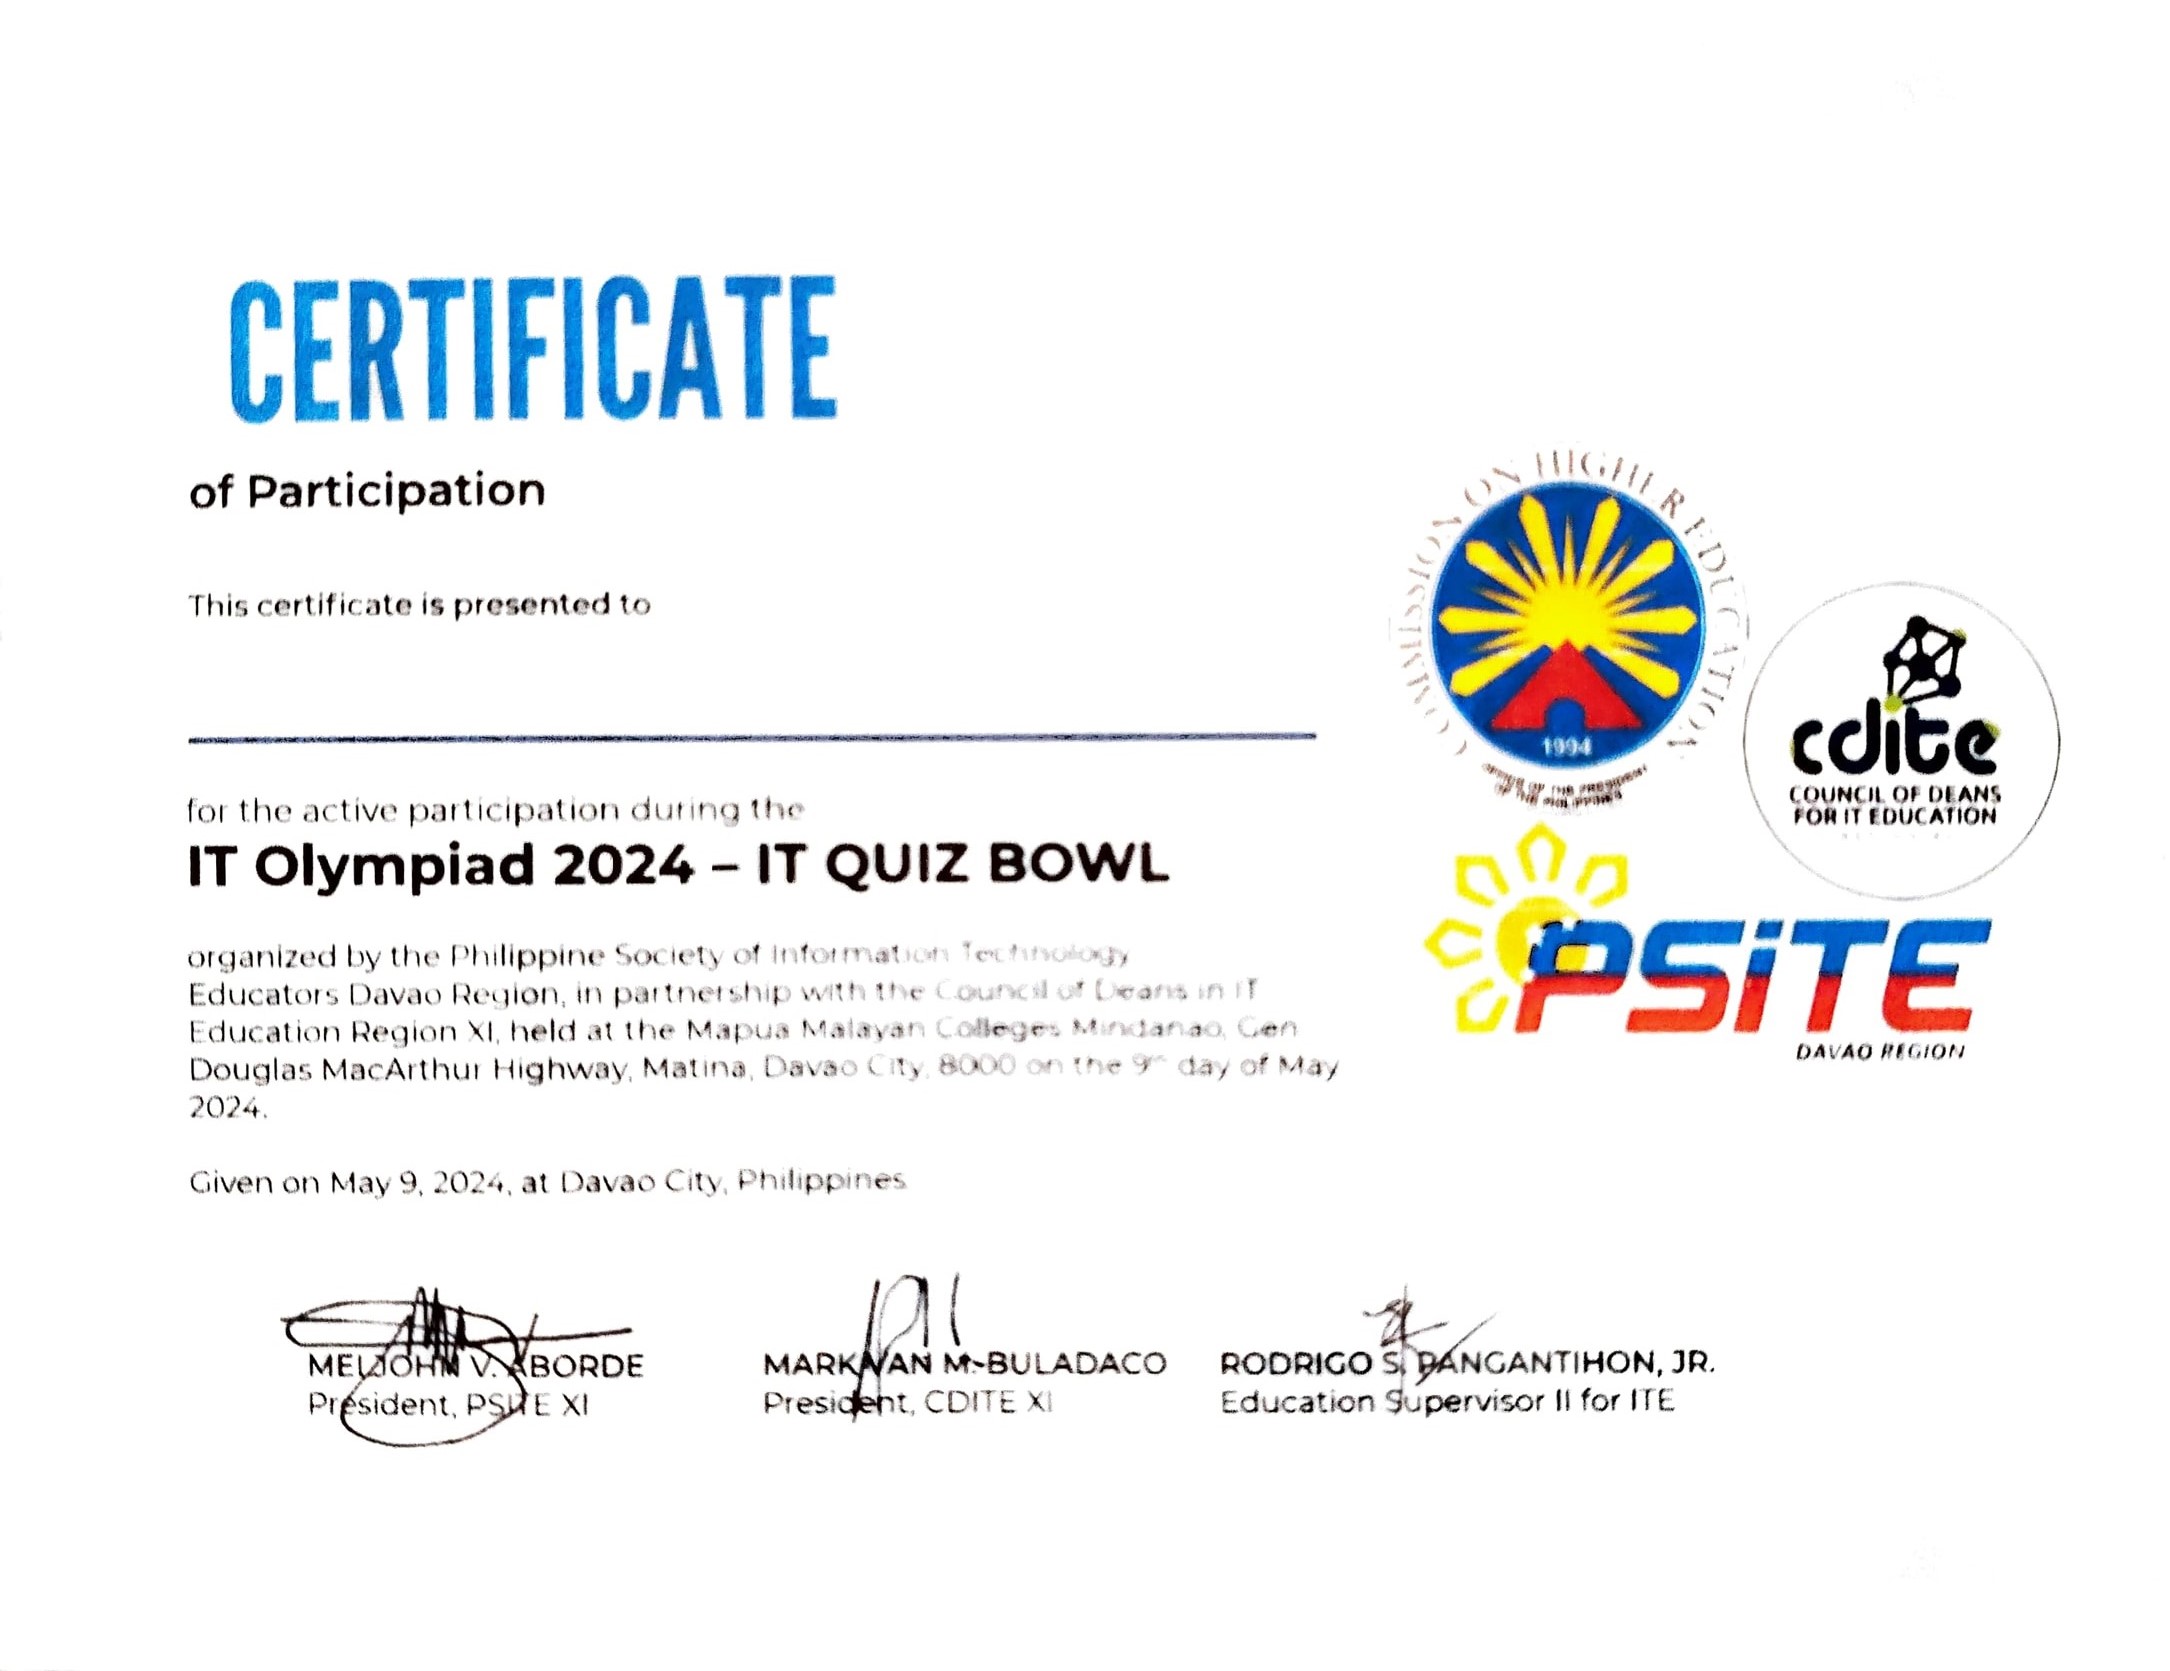 CERTIFICATE
of Participation
This certificate is presented to
for the active participation during the
IT Olympiad 2024 – IT QUIZ BOWL
organized by the Philippine Society of Information Technology
Educators Davao Region, in partnership with the Council of Deans in IT
Education Region XI, held at the Mapua Malayan Colleges Mindanao, Gen
Douglas MacArthur Highway, Matina, Davao City, 8000 on the 9th day of May
2024.
Given on May 9, 2024, at Davao City, Philippines
COMMISSION ON HIGHER EDUCATION
1994
OFFICE OF THE PRESIDENT
OF THE PHILIPPINES
cdite
COUNCIL OF DEANS
FOR IT EDUCATION
PSiTE
DAVAO REGION
MELJOHN V. ABORDE
President, PSITE XI
MARK VAN M. BULADACO
President, CDITE XI
RODRIGO S. PANGANTIHON, JR.
Education Supervisor II for ITE